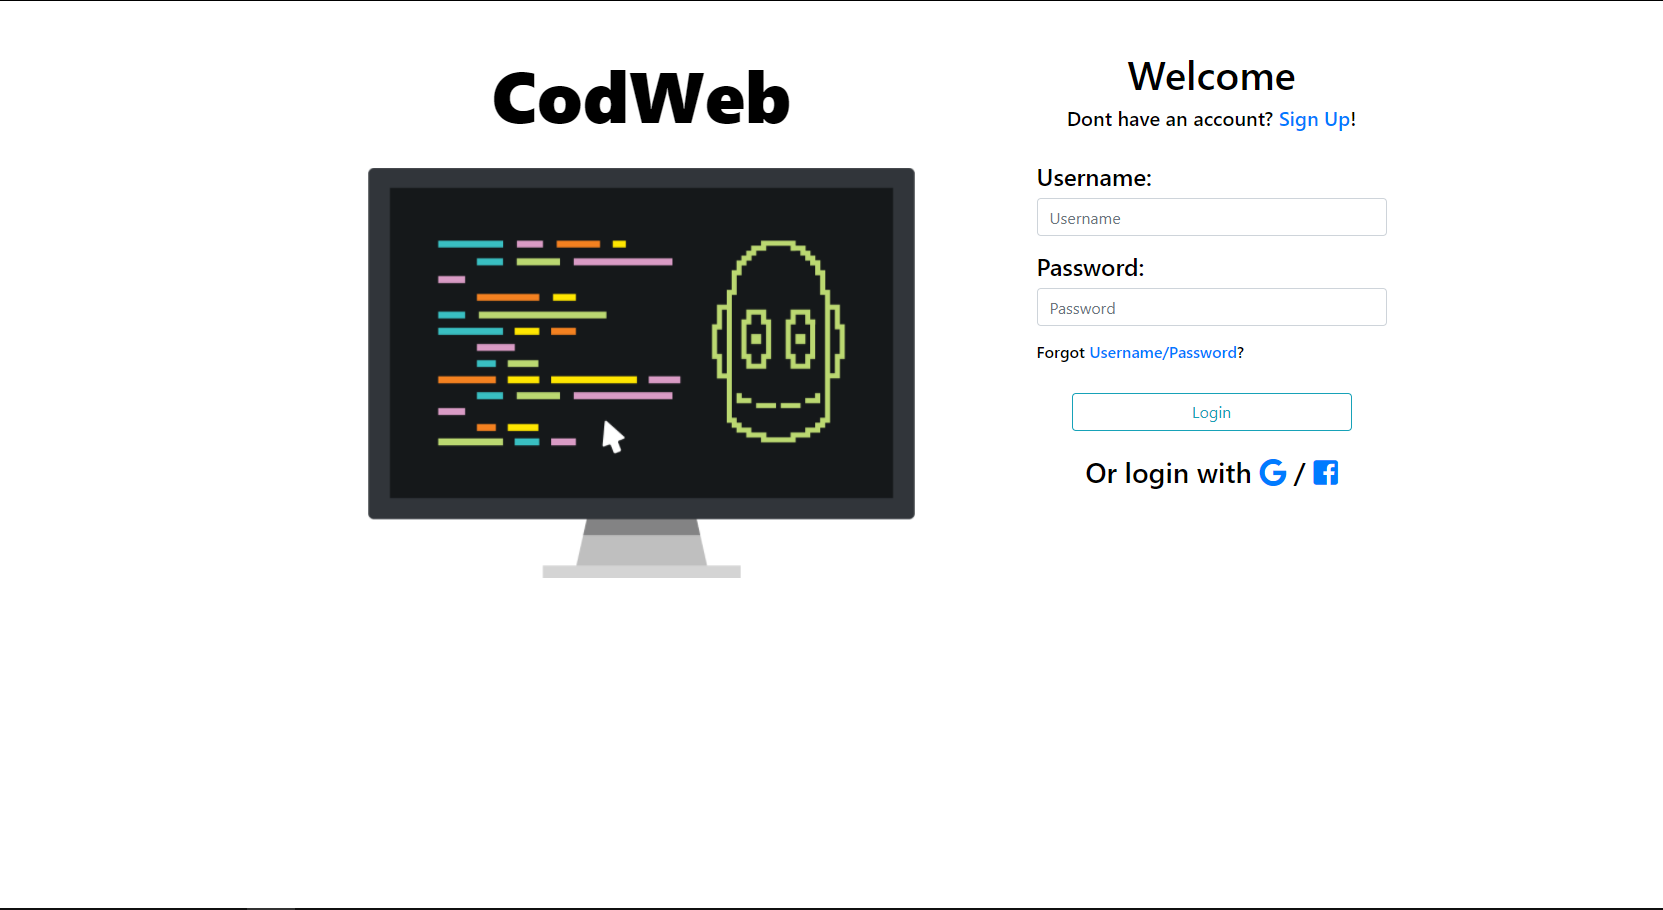 CodWeb
Welcome
Dont have an account? Sign Up!
Username:
Username
Password:
Password
Forgot Username/Password?
Login
Or login with G / f